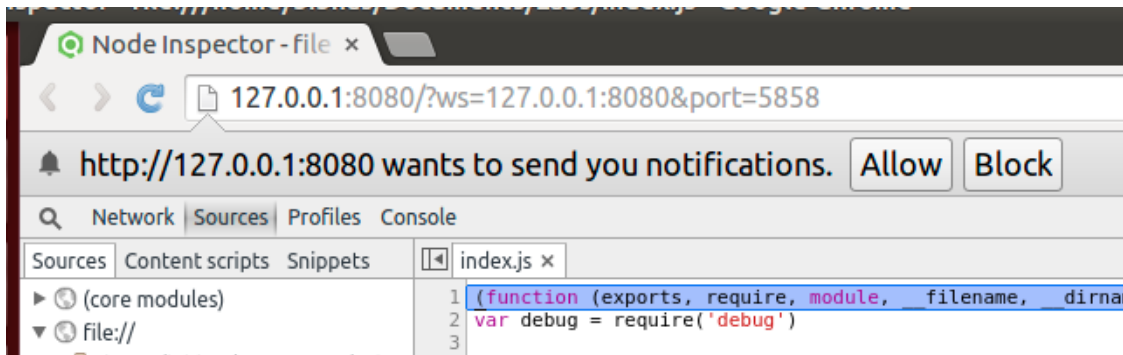 Node Inspector - file ×
127.0.0.1:8080/?ws=127.0.0.1:8080&port=5858
http://127.0.0.1:8080 wants to send you notifications. Allow Block
Network Sources Profiles Console
Sources Content scripts Snippets index.js ×
(core modules) 1 (function (exports, require, module, __filename, __dirna
file:// 2 var debug = require('debug')
3